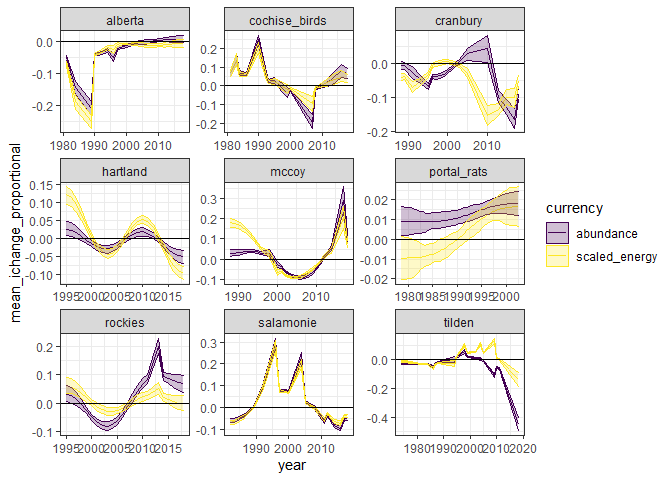 alberta
cochise_birds
cranbury
0.0
-0.1
-0.2
1980 1990 2000 2010
0.2
0.1
0.0
-0.1
-0.2
1980 1990 2000 2010
0.0
-0.1
-0.2
1990 2000 2010
hartland
mccoy
portal_rats
0.15
0.10
0.05
0.00
-0.05
-0.10
1995 2000 2005 2010 2015
0.3
0.2
0.1
0.0
-0.1
1990 2000 2010
0.02
0.01
0.00
-0.01
-0.02
1980 1985 1990 1995 2000
rockies
salamonie
tilden
0.2
0.1
0.0
-0.1
1995 2000 2005 2010 2015
0.3
0.2
0.1
0.0
-0.1
1990 2000 2010
0.0
-0.2
-0.4
1980 1990 2000 2010 2020
mean_ichange_proportional
year
currency
abundance
scaled_energy